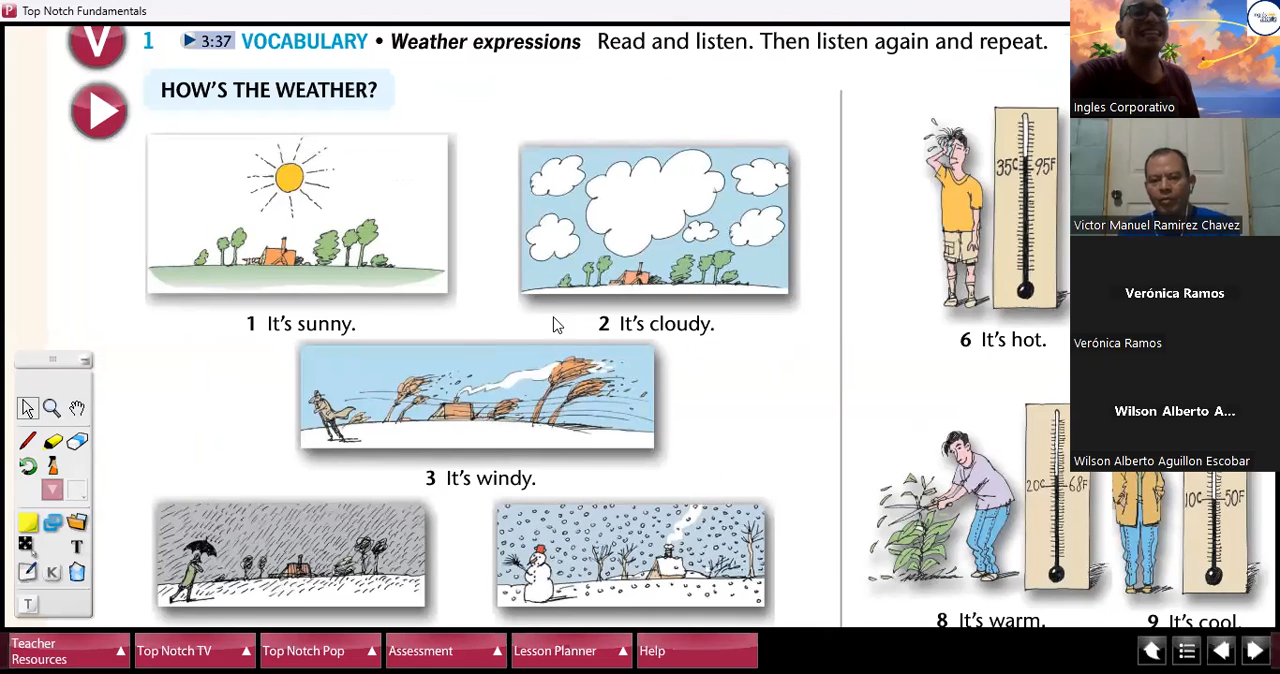 Top Notch Fundamentals
1 3:37 VOCABULARY • Weather expressions Read and listen. Then listen again and repeat.
HOW'S THE WEATHER?
1 It's sunny.
2 It's cloudy.
3 It's windy.
35C 95F
6 It's hot.
20C 68F
10C 50F
8 It's warm.
9 It's cool.
Ingles Corporativo
Victor Manuel Ramirez Chavez
Verónica Ramos
Verónica Ramos
Wilson Alberto A...
Wilson Alberto Aguillon Escobar
T
K
T
Teacher
Resources
Top Notch TV
Top Notch Pop
Assessment
Lesson Planner
Help